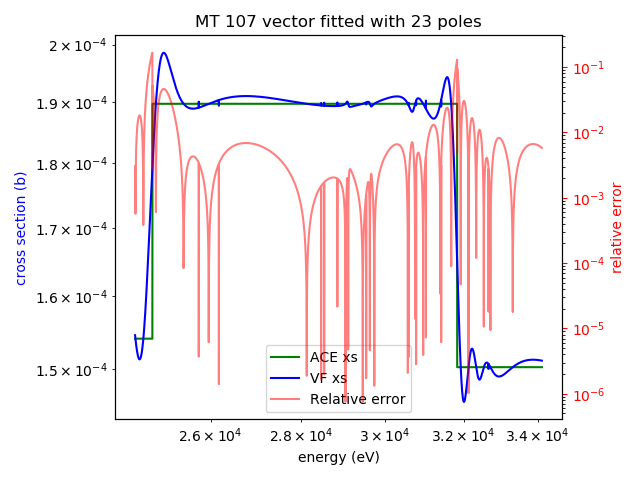 MT 107 vector fitted with 23 poles
2 × 10⁻⁴
1.9 × 10⁻⁴
1.8 × 10⁻⁴
1.7 × 10⁻⁴
1.6 × 10⁻⁴
1.5 × 10⁻⁴
cross section (b)
10⁻¹
10⁻²
10⁻³
10⁻⁴
10⁻⁵
10⁻⁶
relative error
ACE xs
VF xs
Relative error
2.6 × 10⁴ 2.8 × 10⁴ 3 × 10⁴ 3.2 × 10⁴ 3.4 × 10⁴
energy (eV)